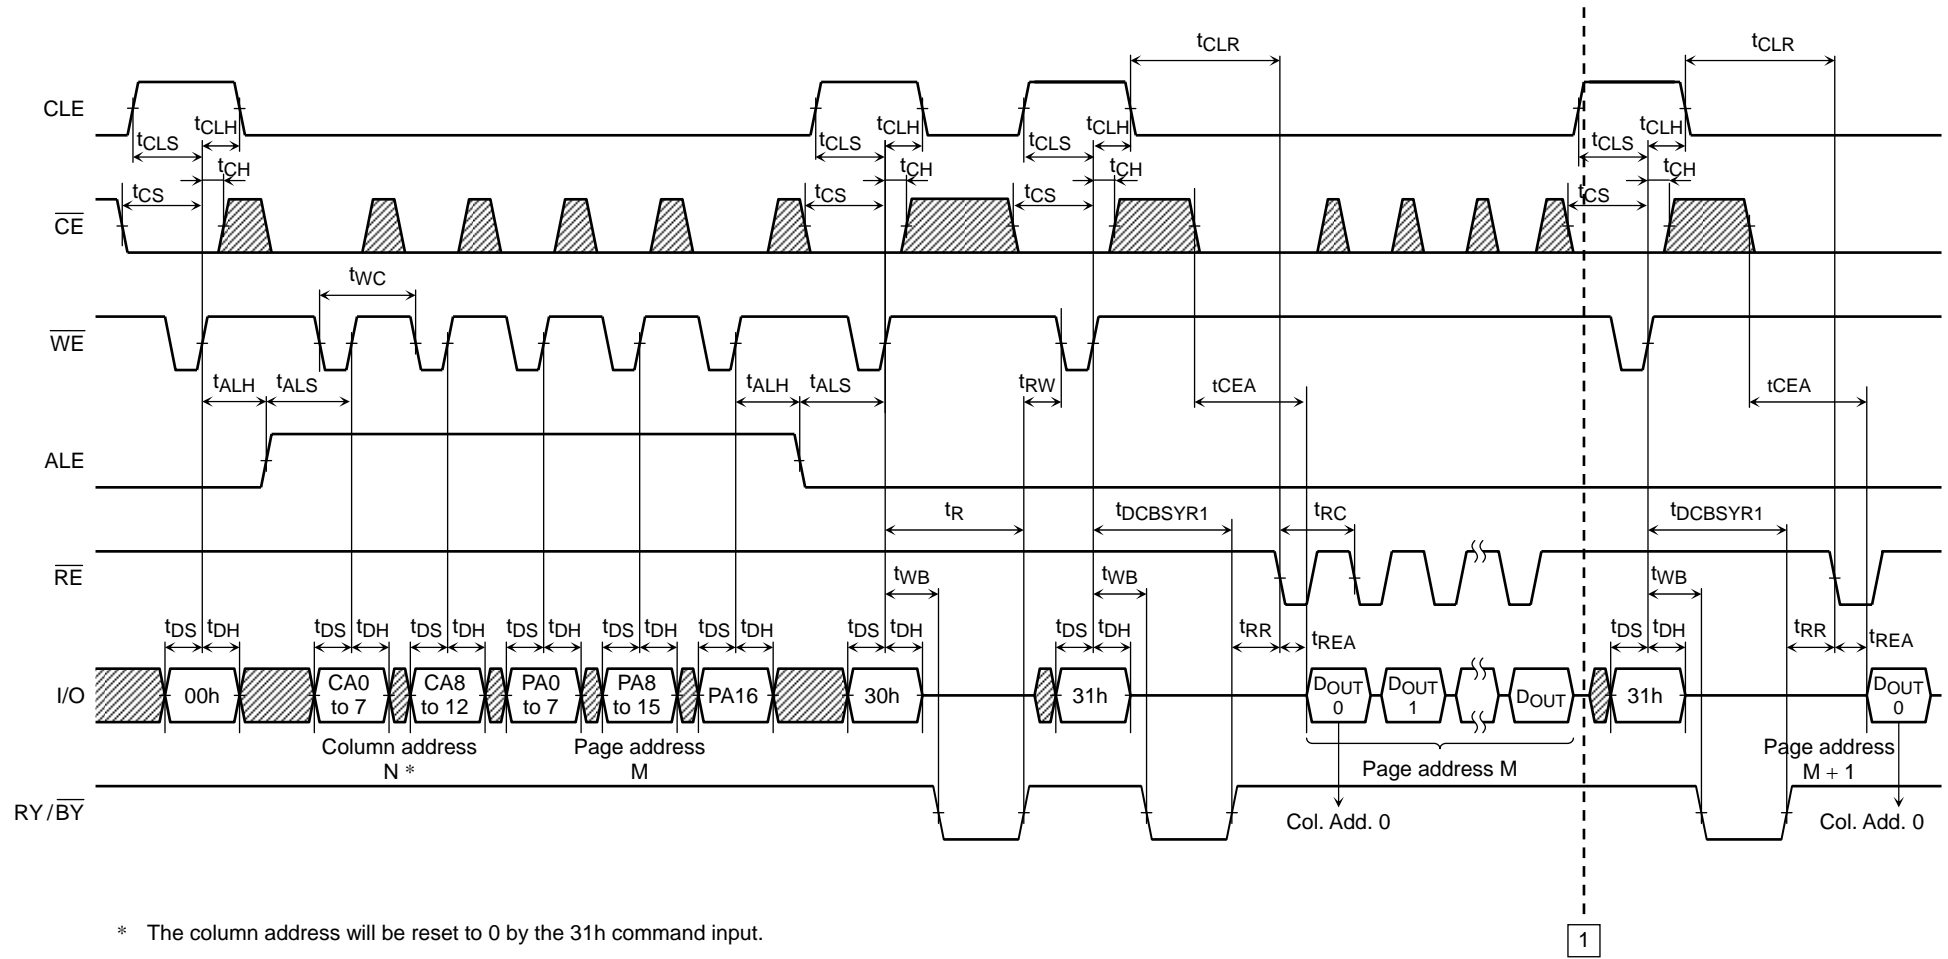 tCLR tCLR
CLE
tCLS tCLH tCLS tCLH tCLS tCLH tCLS tCLH
tCH tCH tCH tCH
tCS tCS tCS tCS
CE
tWC
WE
tALH tALS tALH tALS tRW tCEA tCEA
ALE
tR tDCBSYR1 tRC tDCBSYR1
RE
tWB tWB tWB
tDS tDH tDS tDH tDS tDH tDS tDH tDS tDH tDS tDH tDS tDH tDS tDH tRR tREA tDS tDH tRR tREA
I/O
00h
CA0
to 7
CA8
to 12
PA0
to 7
PA8
to 15
PA16
30h
31h
DOUT
0
DOUT
1
DOUT
31h
DOUT
0
Column address
N *
Page address
M
Page address M
Page address
M + 1
RY/BY
Col. Add. 0
Col. Add. 0
* The column address will be reset to 0 by the 31h command input.
1